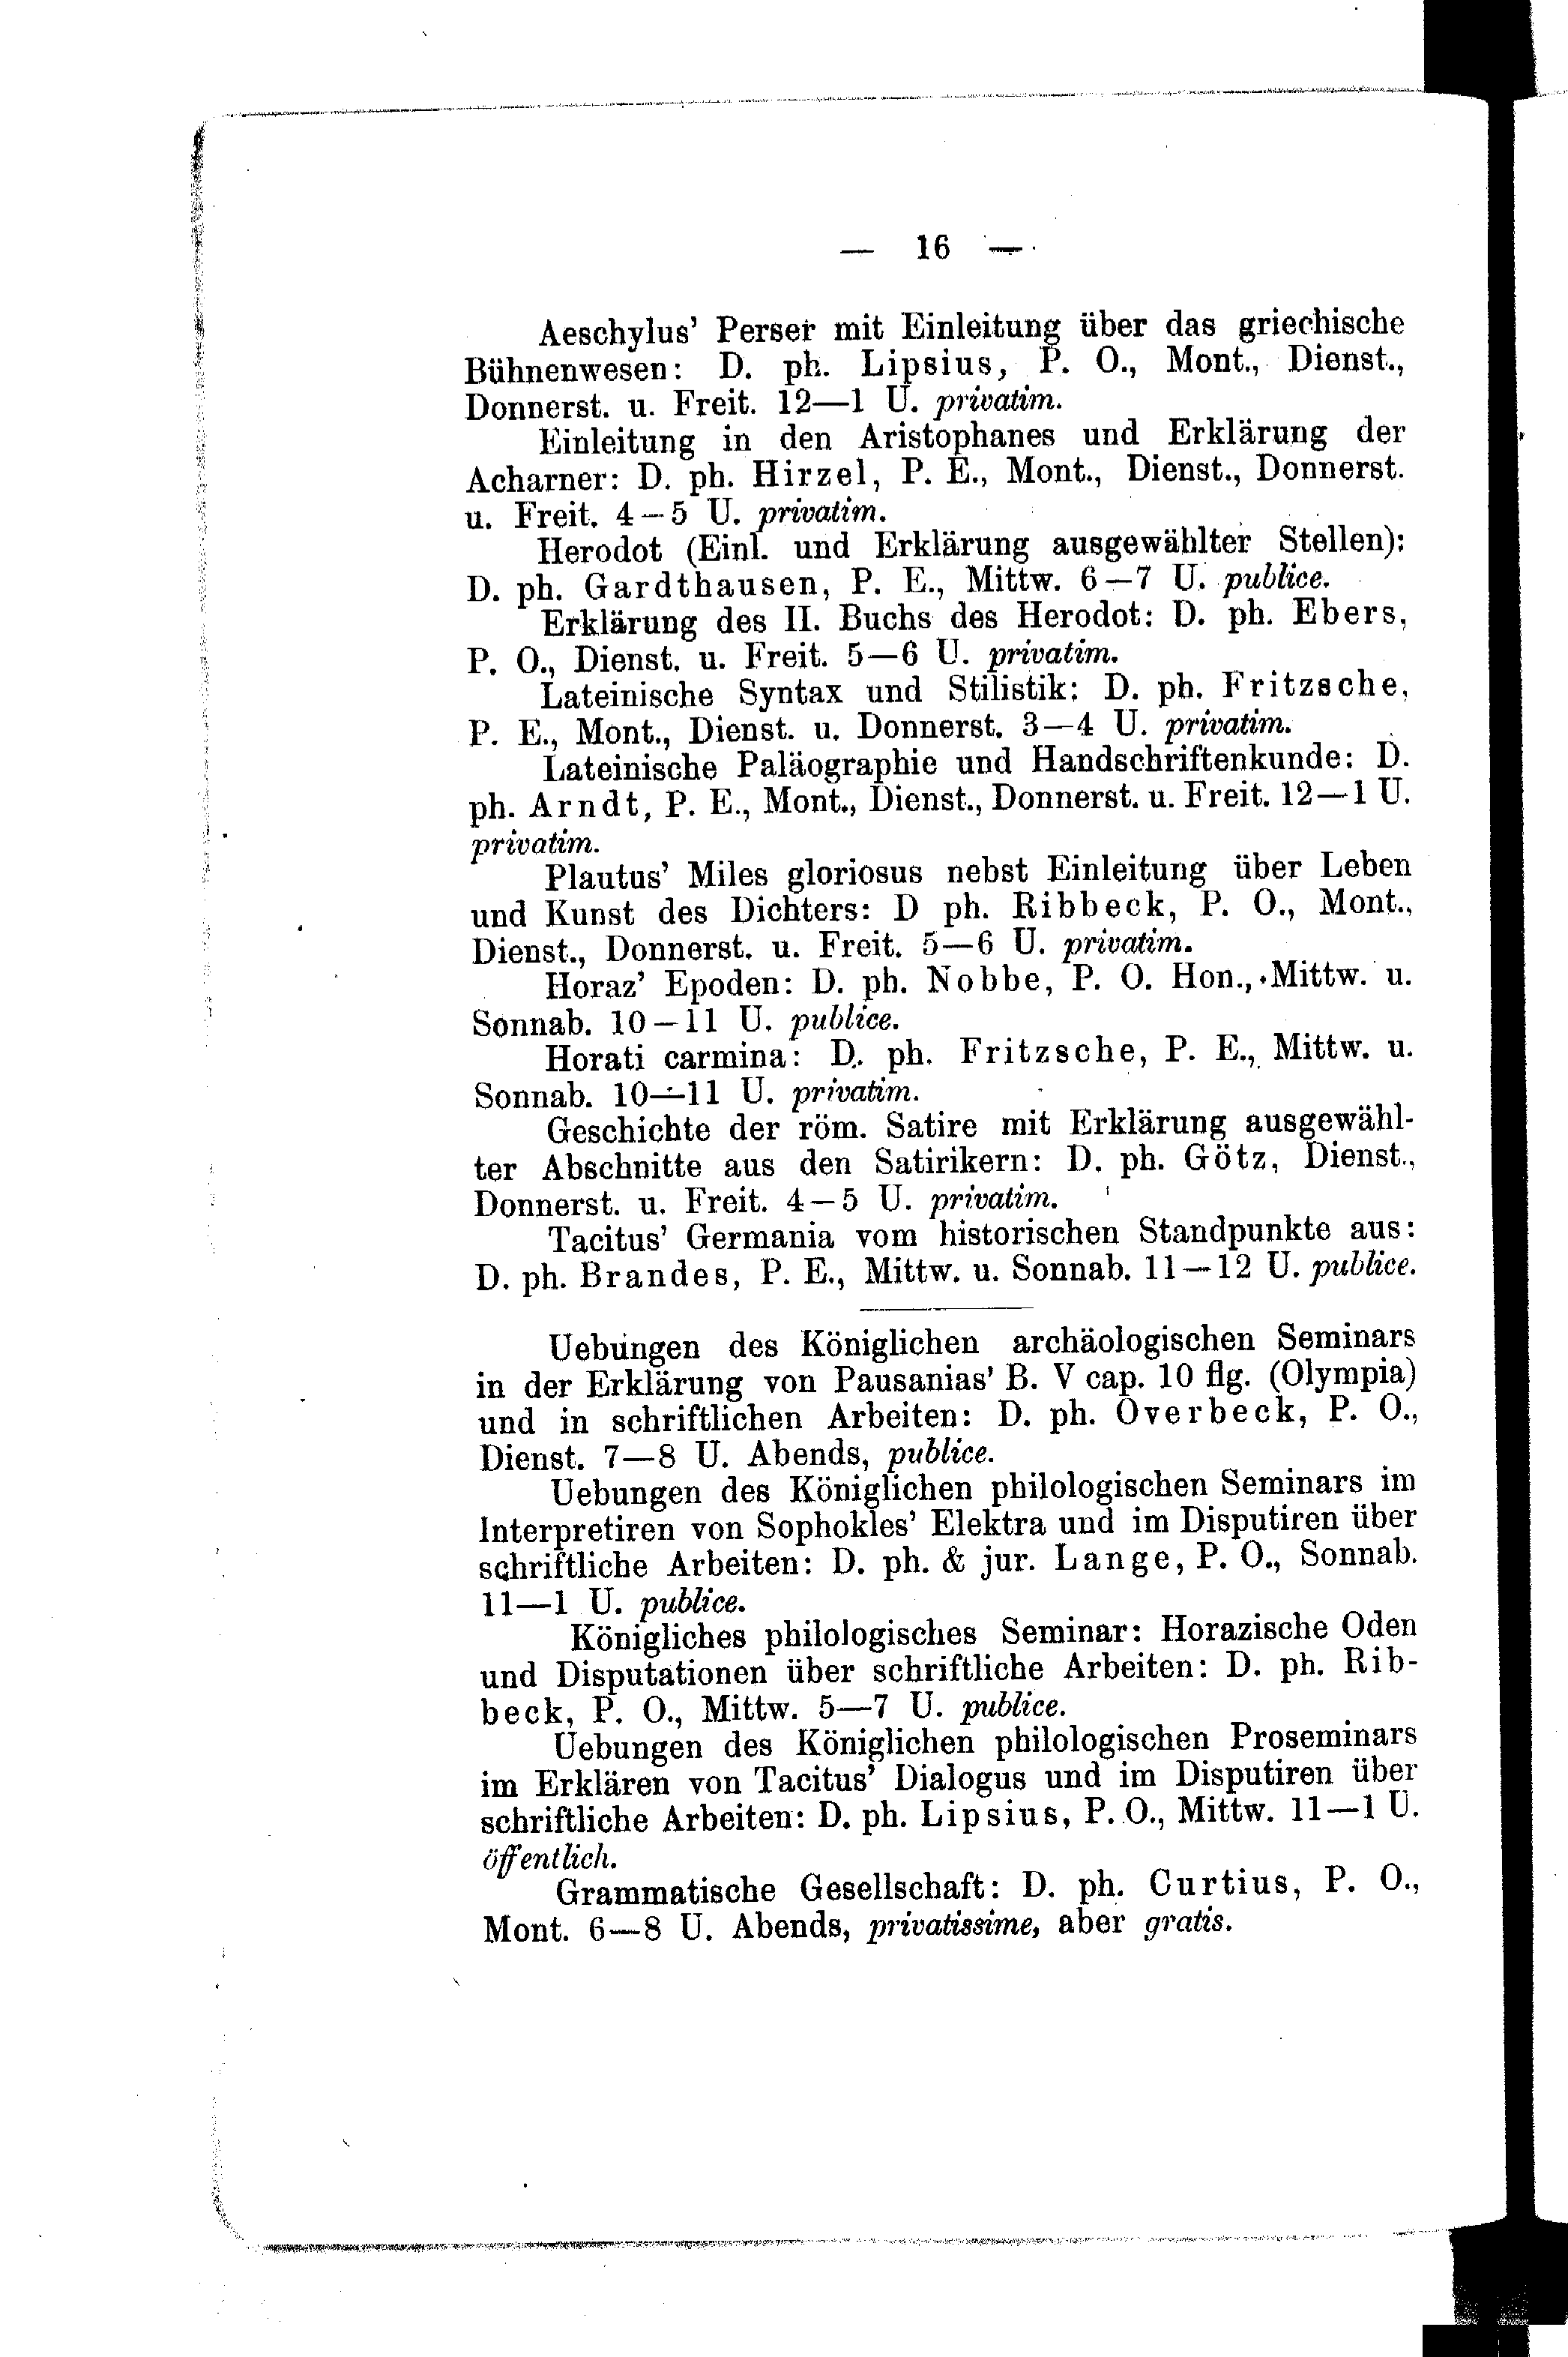 — 16 —
Aeschylus' Perser mit Einleitung über das griechische
Bühnenwesen: D. ph. Lipsius, P. O., Mont., Dienst.,
Donnerst. u. Freit. 12—1 U. privatim.
Einleitung in den Aristophanes und Erklärung der
Acharner: D. ph. Hirzel, P. E., Mont., Dienst., Donnerst.
u. Freit. 4—5 U. privatim.
Herodot (Einl. und Erklärung ausgewählter Stellen):
D. ph. Gardthausen, P. E., Mittw. 6—7 U. publice.
Erklärung des II. Buchs des Herodot: D. ph. Ebers,
P. O., Dienst. u. Freit. 5—6 U. privatim.
Lateinische Syntax und Stilistik: D. ph. Fritzsche,
P. E., Mont., Dienst. u. Donnerst. 3—4 U. privatim.
Lateinische Paläographie und Handschriftenkunde: D.
ph. Arndt, P. E., Mont., Dienst., Donnerst. u. Freit. 12—1 U.
privatim.
Plautus' Miles gloriosus nebst Einleitung über Leben
und Kunst des Dichters: D ph. Ribbeck, P. O., Mont.,
Dienst., Donnerst. u. Freit. 5—6 U. privatim.
Horaz' Epoden: D. ph. Nobbe, P. O. Hon., Mittw. u.
Sonnab. 10—11 U. publice.
Horati carmina: D. ph. Fritzsche, P. E., Mittw. u.
Sonnab. 10—11 U. privatim.
Geschichte der röm. Satire mit Erklärung ausgewähl-
ter Abschnitte aus den Satirikern: D. ph. Götz, Dienst.,
Donnerst. u. Freit. 4—5 U. privatim.
Tacitus' Germania vom historischen Standpunkte aus:
D. ph. Brandes, P. E., Mittw. u. Sonnab. 11—12 U. publice.
Uebungen des Königlichen archäologischen Seminars
in der Erklärung von Pausanias' B. V cap. 10 flg. (Olympia)
und in schriftlichen Arbeiten: D. ph. Overbeck, P. O.,
Dienst. 7—8 U. Abends, publice.
Uebungen des Königlichen philologischen Seminars im
Interpretiren von Sophokles' Elektra und im Disputiren über
schriftliche Arbeiten: D. ph. & jur. Lange, P. O., Sonnab.
11—1 U. publice.
Königliches philologisches Seminar: Horazische Oden
und Disputationen über schriftliche Arbeiten: D. ph. Rib-
beck, P. O., Mittw. 5—7 U. publice.
Uebungen des Königlichen philologischen Proseminars
im Erklären von Tacitus' Dialogus und im Disputiren über
schriftliche Arbeiten: D. ph. Lipsius, P. O., Mittw. 11—1 U.
öffentlich.
Grammatische Gesellschaft: D. ph. Curtius, P. O.,
Mont. 6—8 U. Abends, privatissime, aber gratis.